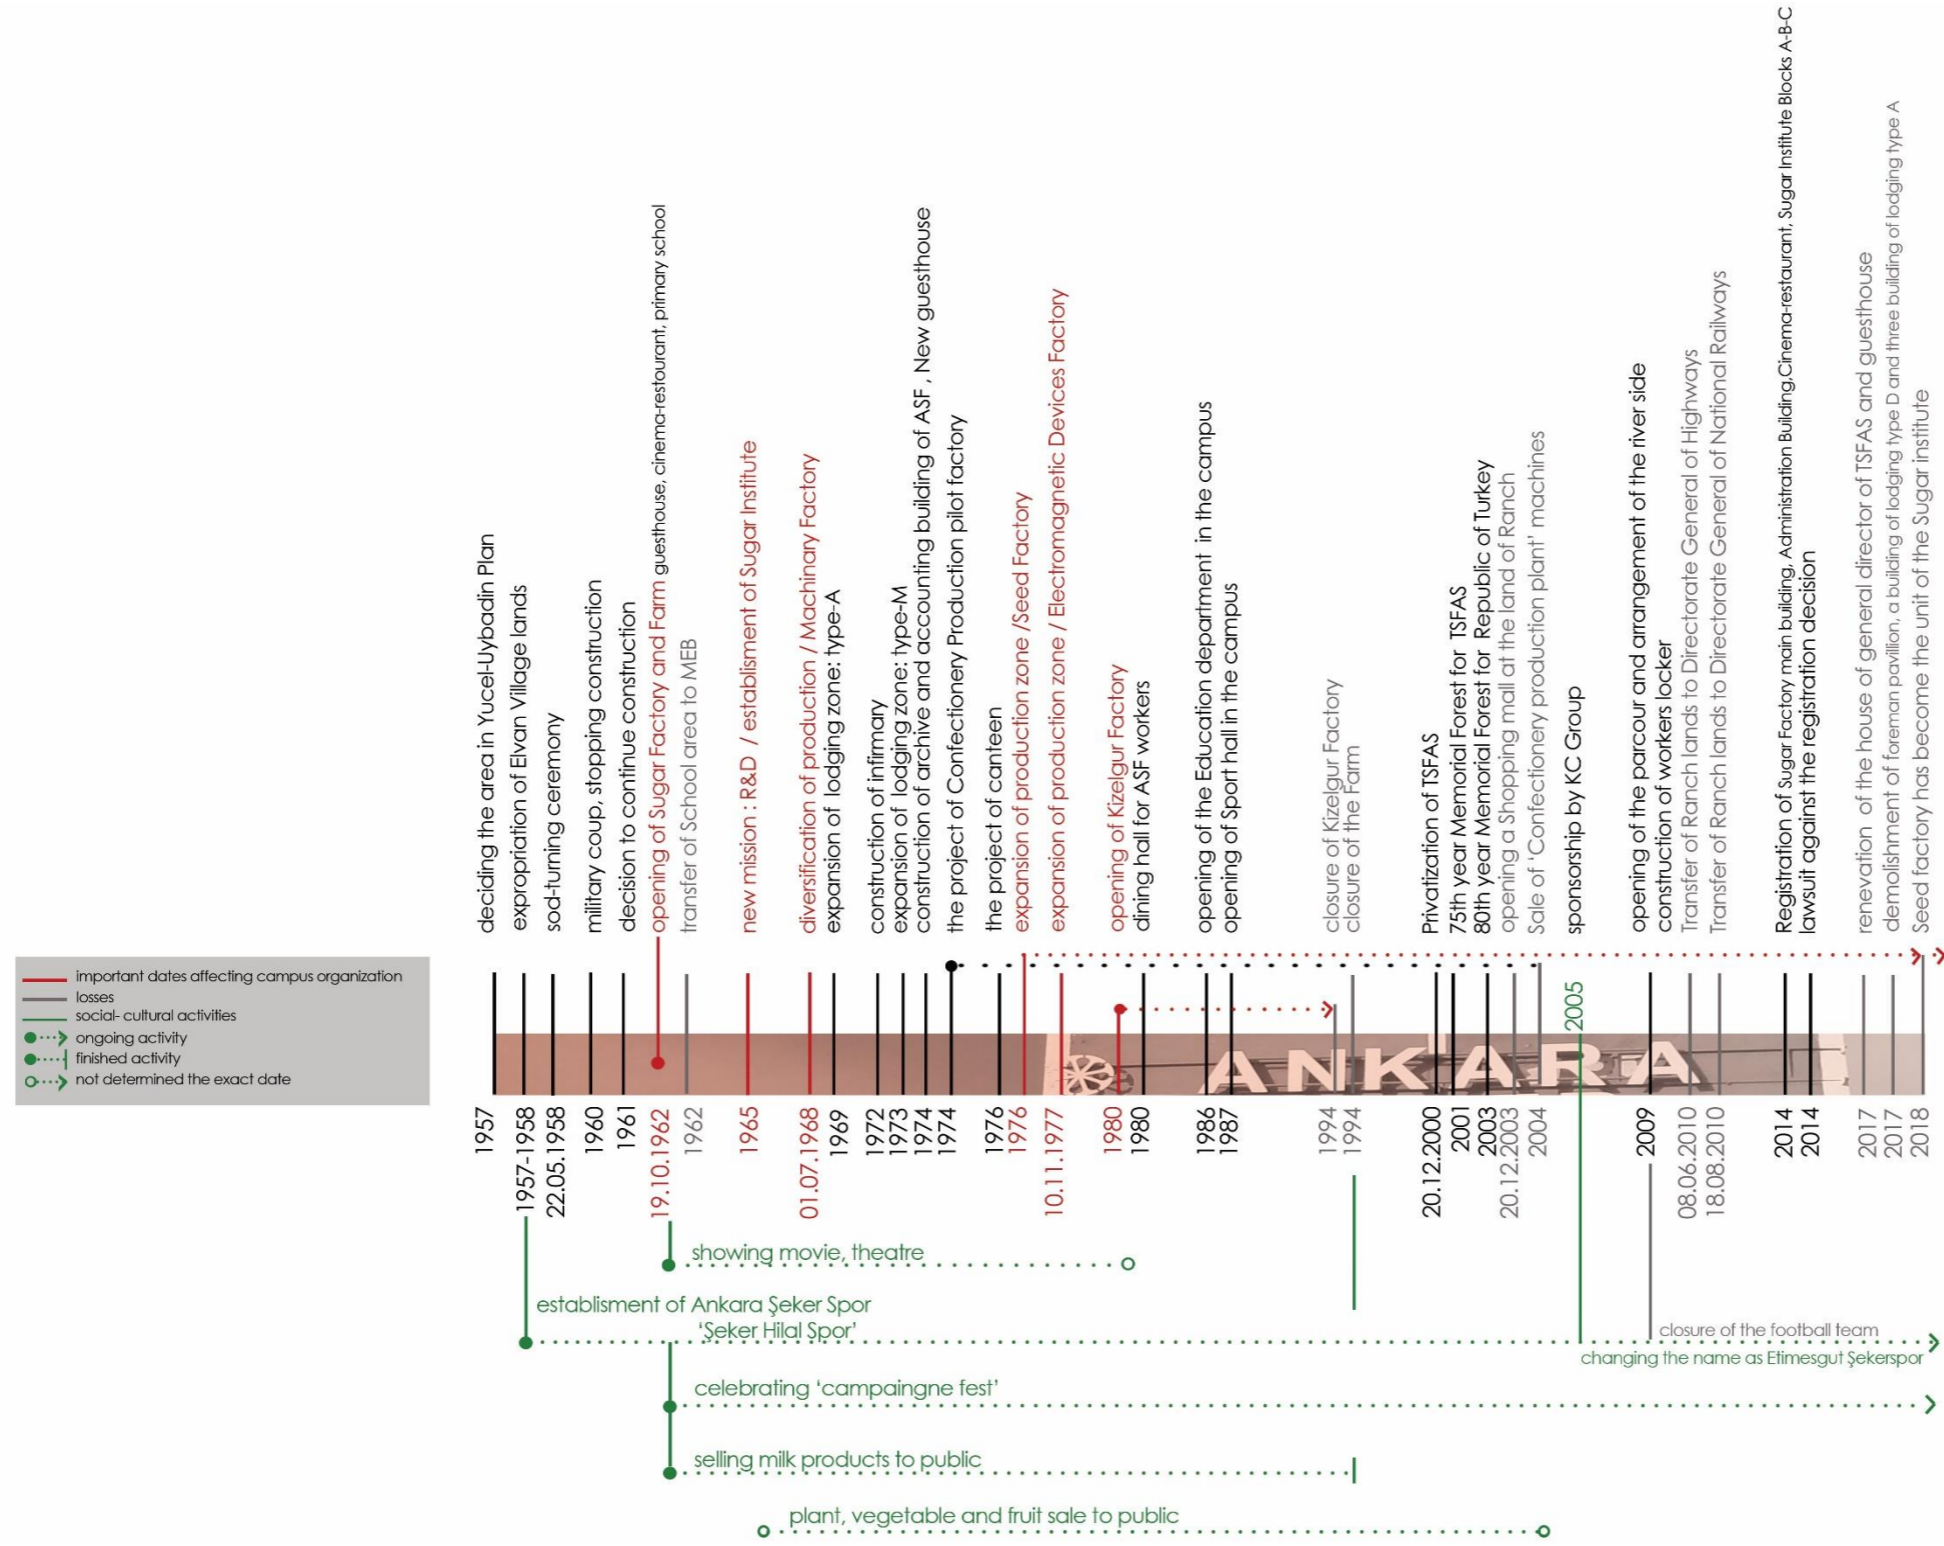 deciding the area in Yucel-Uybadin Plan
expropriation of Elvan Village lands
sod-turning ceremony
military coup, stopping construction
decision to continue construction
opening of Sugar Factory and Farm guesthouse, cinema-restourant, primary school
transfer of School area to MEB
new mission : R&D / establisment of Sugar Institute
diversification of production / Machinary Factory
expansion of lodging zone: type-A
construction of infirmary
expansion of lodging zone: type-M
construction of archive and accounting building of ASF , New guesthouse
the project of Confectionery Production pilot factory
the project of canteen
expansion of production zone /Seed Factory
expansion of production zone / Electromagnetic Devices Factory
opening of Kizelgur Factory
dining hall for ASF workers
opening of the Education department in the campus
opening of Sport hall in the campus
closure of Kizelgur Factory
closure of the Farm
Privatization of TSFAS
75th year Memorial Forest for TSFAS
80th year Memorial Forest for Republic of Turkey
opening a Shopping mall at the land of Ranch
Sale of 'Confectionery production plant' machines
sponsorship by KC Group
opening of the parcour and arrangement of the river side
construction of workers locker
Transfer of Ranch lands to Directorate General of Highways
Transfer of Ranch lands to Directorate General of National Railways
Registration of Sugar Factory main building, Administration Building,Cinema-restaurant, Sugar Institute Blocks A-B-C
lawsuit against the registration decision
renevation of the house of general director of TSFAS and guesthouse
demolishment of foreman pavillion, a building of lodging type D and three building of lodging type A
Seed factory has become the unit of the Sugar institute
important dates affecting campus organization
losses
social- cultural activities
ongoing activity
finished activity
not determined the exact date
2005
ANKARA
1957
1957-1958
22.05.1958
1960
1961
19.10.1962
1962
1965
01.07.1968
1969
1972
1973
1974
1974
1976
1976
10.11.1977
1980
1980
1986
1987
1994
1994
20.12.2000
2001
2003
20.12.2003
2004
2009
08.06.2010
18.08.2010
2014
2014
2017
2017
2018
showing movie, theatre
establisment of Ankara Şeker Spor
'Şeker Hilal Spor'
closure of the football team
changing the name as Etimesgut Şekerspor
celebrating 'campaingne fest'
selling milk products to public
plant, vegetable and fruit sale to public